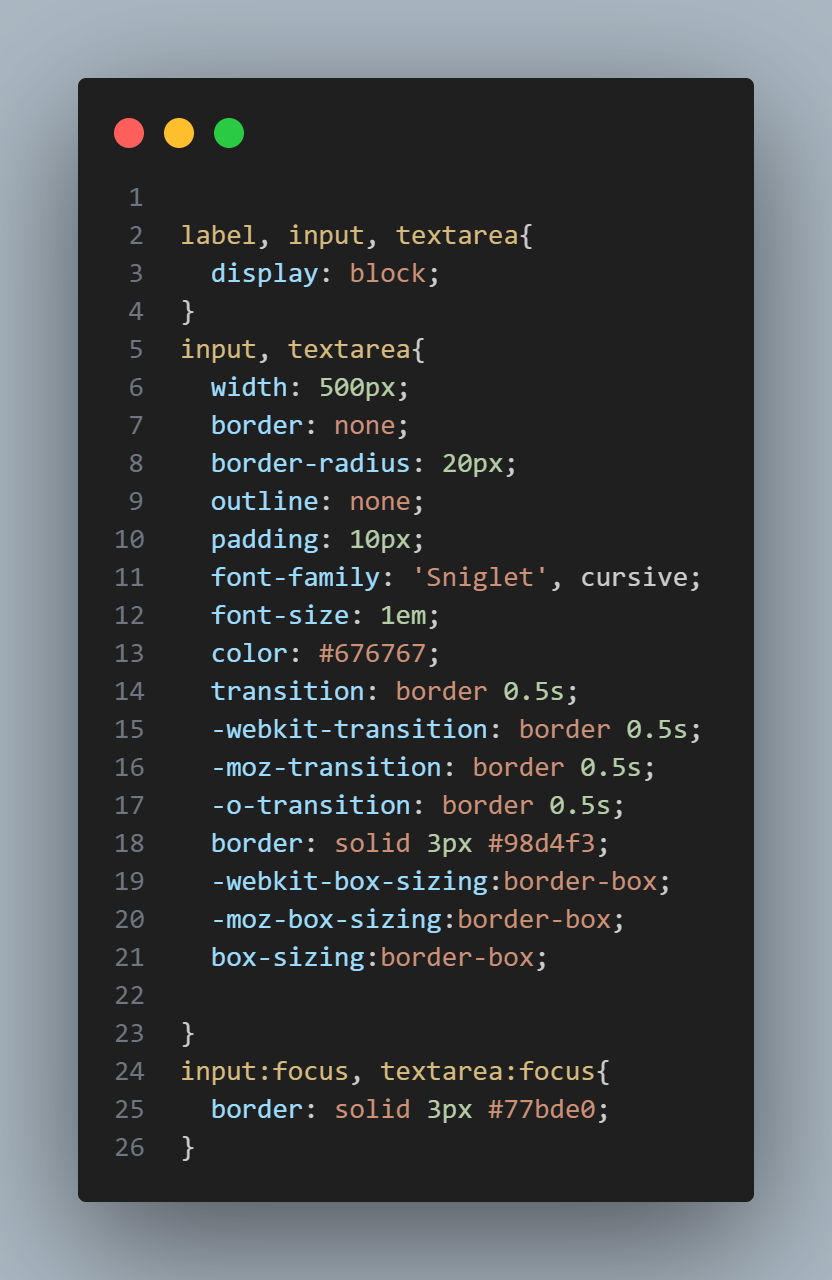 1
2 label, input, textarea{
3   display: block;
4 }
5 input, textarea{
6   width: 500px;
7   border: none;
8   border-radius: 20px;
9   outline: none;
10   padding: 10px;
11   font-family: 'Sniglet', cursive;
12   font-size: 1em;
13   color: #676767;
14   transition: border 0.5s;
15   -webkit-transition: border 0.5s;
16   -moz-transition: border 0.5s;
17   -o-transition: border 0.5s;
18   border: solid 3px #98d4f3;
19   -webkit-box-sizing:border-box;
20   -moz-box-sizing:border-box;
21   box-sizing:border-box;
22
23 }
24 input:focus, textarea:focus{
25   border: solid 3px #77bde0;
26 }